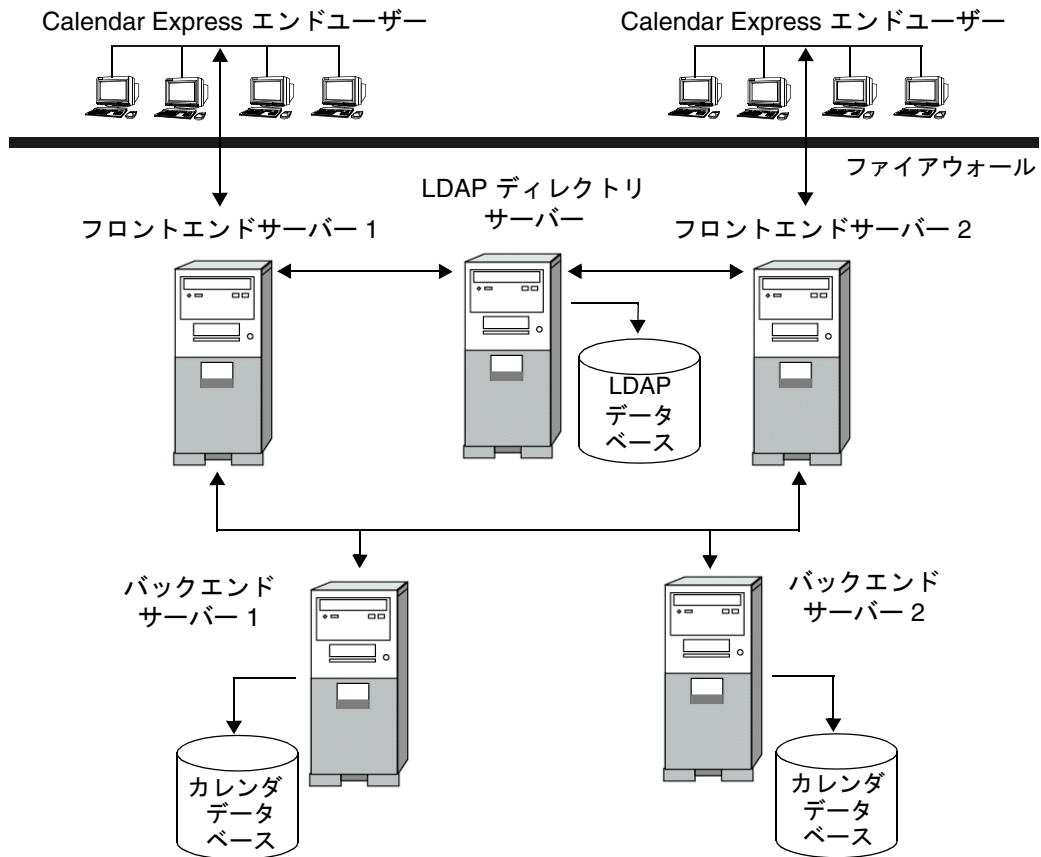 Calendar Express エンドユーザー
Calendar Express エンドユーザー
ファイアウォール
LDAP ディレクトリ
サーバー
フロントエンドサーバー 1
フロントエンドサーバー 2
LDAP
データ
ベース
バックエンド
サーバー 1
バックエンド
サーバー 2
カレンダ
データ
ベース
カレンダ
データ
ベース